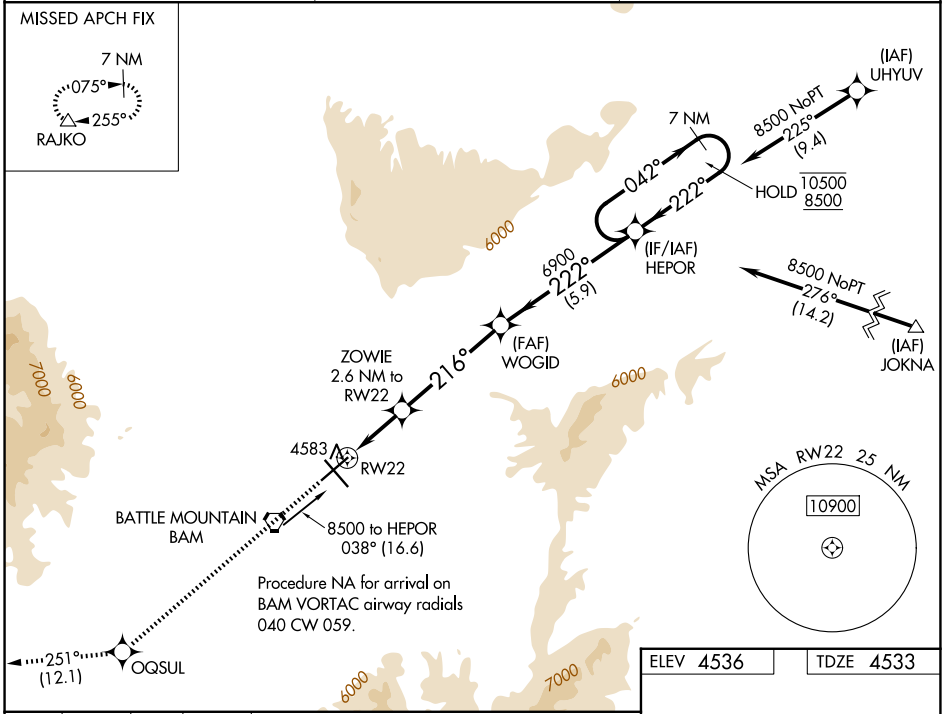 MISSED APCH FIX
7 NM
075°
255°
RAJKO
(IAF)
UHYUV
8500 NoPT
225°
(9.4)
7 NM
042°
222°
HOLD
10500
8500
6000
(IF/IAF)
HEPOR
6900
222°
(5.9)
8500 NoPT
276°
(14.2)
(IAF)
JOKNA
(FAF)
WOGID
ZOWIE
2.6 NM to
RW22
216°
7000
6000
6000
4583
RW22
MSA RW22 25 NM
10900
BATTLE MOUNTAIN
BAM
8500 to HEPOR
038° (16.6)
Procedure NA for arrival on
BAM VORTAC airway radials
040 CW 059.
251°
(12.1)
OQSUL
6000
7000
ELEV 4536
TDZE 4533